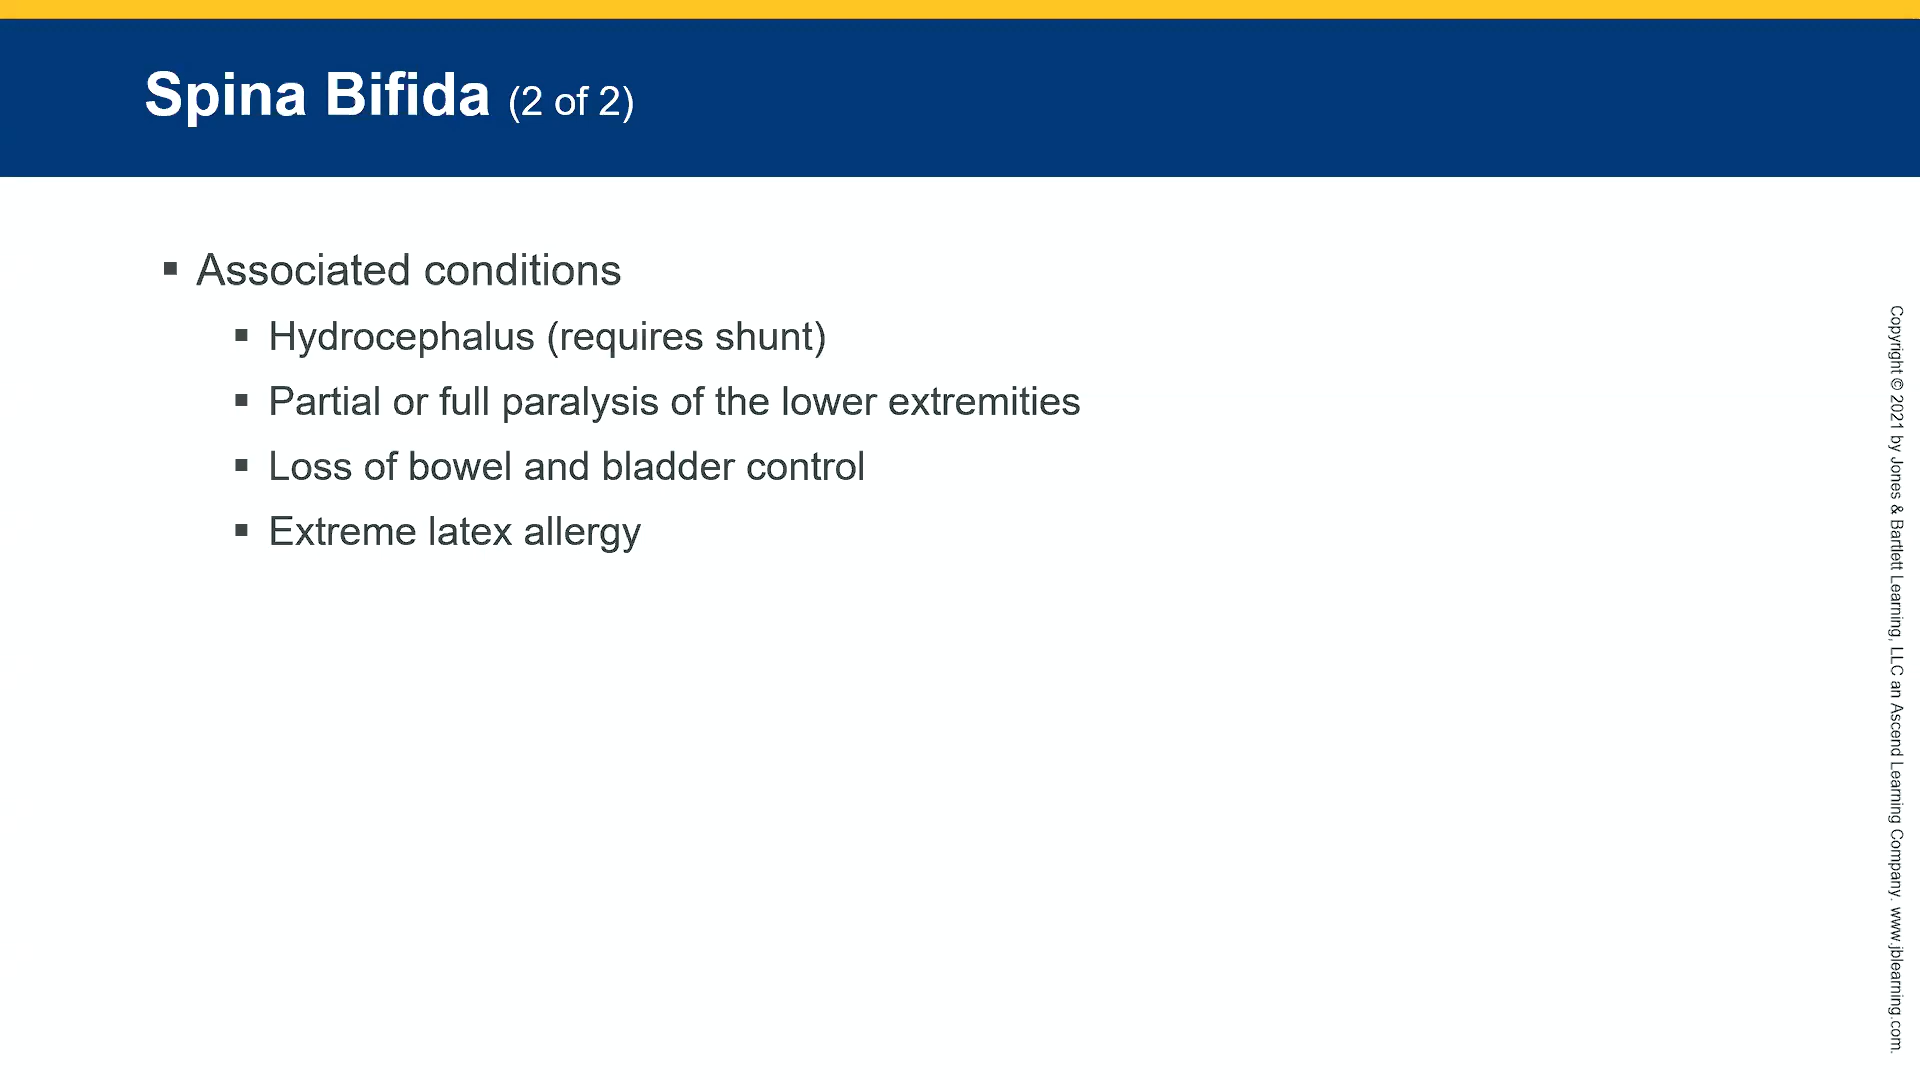 Spina Bifida (2 of 2)
▪ Associated conditions
▪ Hydrocephalus (requires shunt)
▪ Partial or full paralysis of the lower extremities
▪ Loss of bowel and bladder control
▪ Extreme latex allergy
Copyright © 2021 by Jones & Bartlett Learning, LLC an Ascend Learning Company. www.jblearning.com.